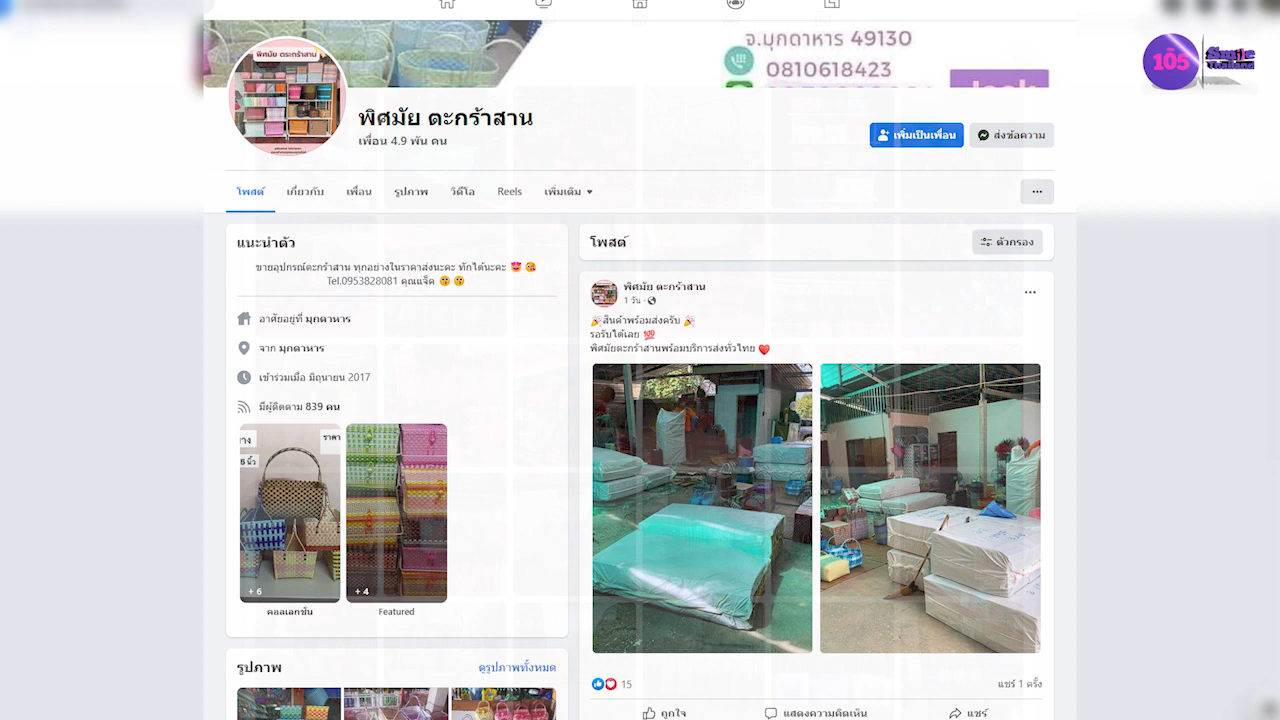 จ.มุกดาหาร 49130
0810618423
105
Smile
Thailand
พิศมัย ตะกร้าสาน
พิศมัย ตะกร้าสาน
เพื่อน 4.9 พัน คน
เพิ่มเป็นเพื่อน
ส่งข้อความ
โพสต์
เกี่ยวกับ
เพื่อน
รูปภาพ
วิดีโอ
Reels
เพิ่มเติม
แนะนำตัว
ขายอุปกรณ์ตะกร้าสาน ทุกอย่างในราคาส่งนะคะ ทักได้นะคะ 😍 😘
Tel.0953828081 คุณแจ็ค 😗 😗
อาศัยอยู่ที่ มุกดาหาร
จาก มุกดาหาร
เข้าร่วมเมื่อ มิถุนายน 2017
มีผู้ติดตาม 839 คน
ราคา
5 นิ้ว
+ 6
+ 4
คอลเลกชั่น
Featured
รูปภาพ
ดูรูปภาพทั้งหมด
โพสต์
ตัวกรอง
พิศมัย ตะกร้าสาน
1 วัน ·
🎉สินค้าพร้อมส่งครับ 🎉
รอรับได้เลย 💯
พิศมัยตะกร้าสานพร้อมบริการส่งทั่วไทย ❤️
15
แชร์ 1 ครั้ง
ถูกใจ
แสดงความคิดเห็น
แชร์